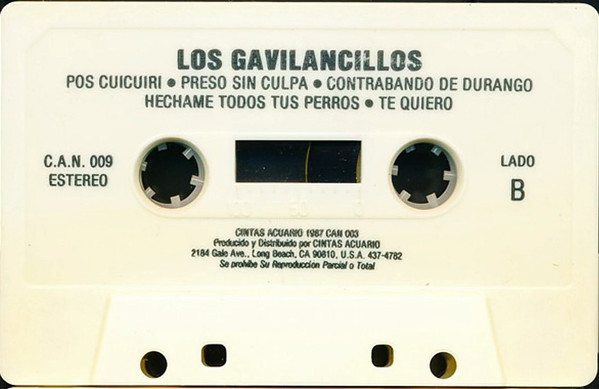 LOS GAVILANCILLOS
POS CUICUIRI • PRESO SIN CULPA • CONTRABANDO DE DURANGO
HECHAME TODOS TUS PERROS • TE QUIERO
C.A.N. 009
ESTEREO
LADO
B
CINTAS ACUARIO 1987 CAN 003
Producido y Distribuido por CINTAS ACUARIO
2184 Gale Ave., Long Beach, CA 90810, U.S.A. 437-4782
Se prohibe Su Reproduccion Parcial o Total